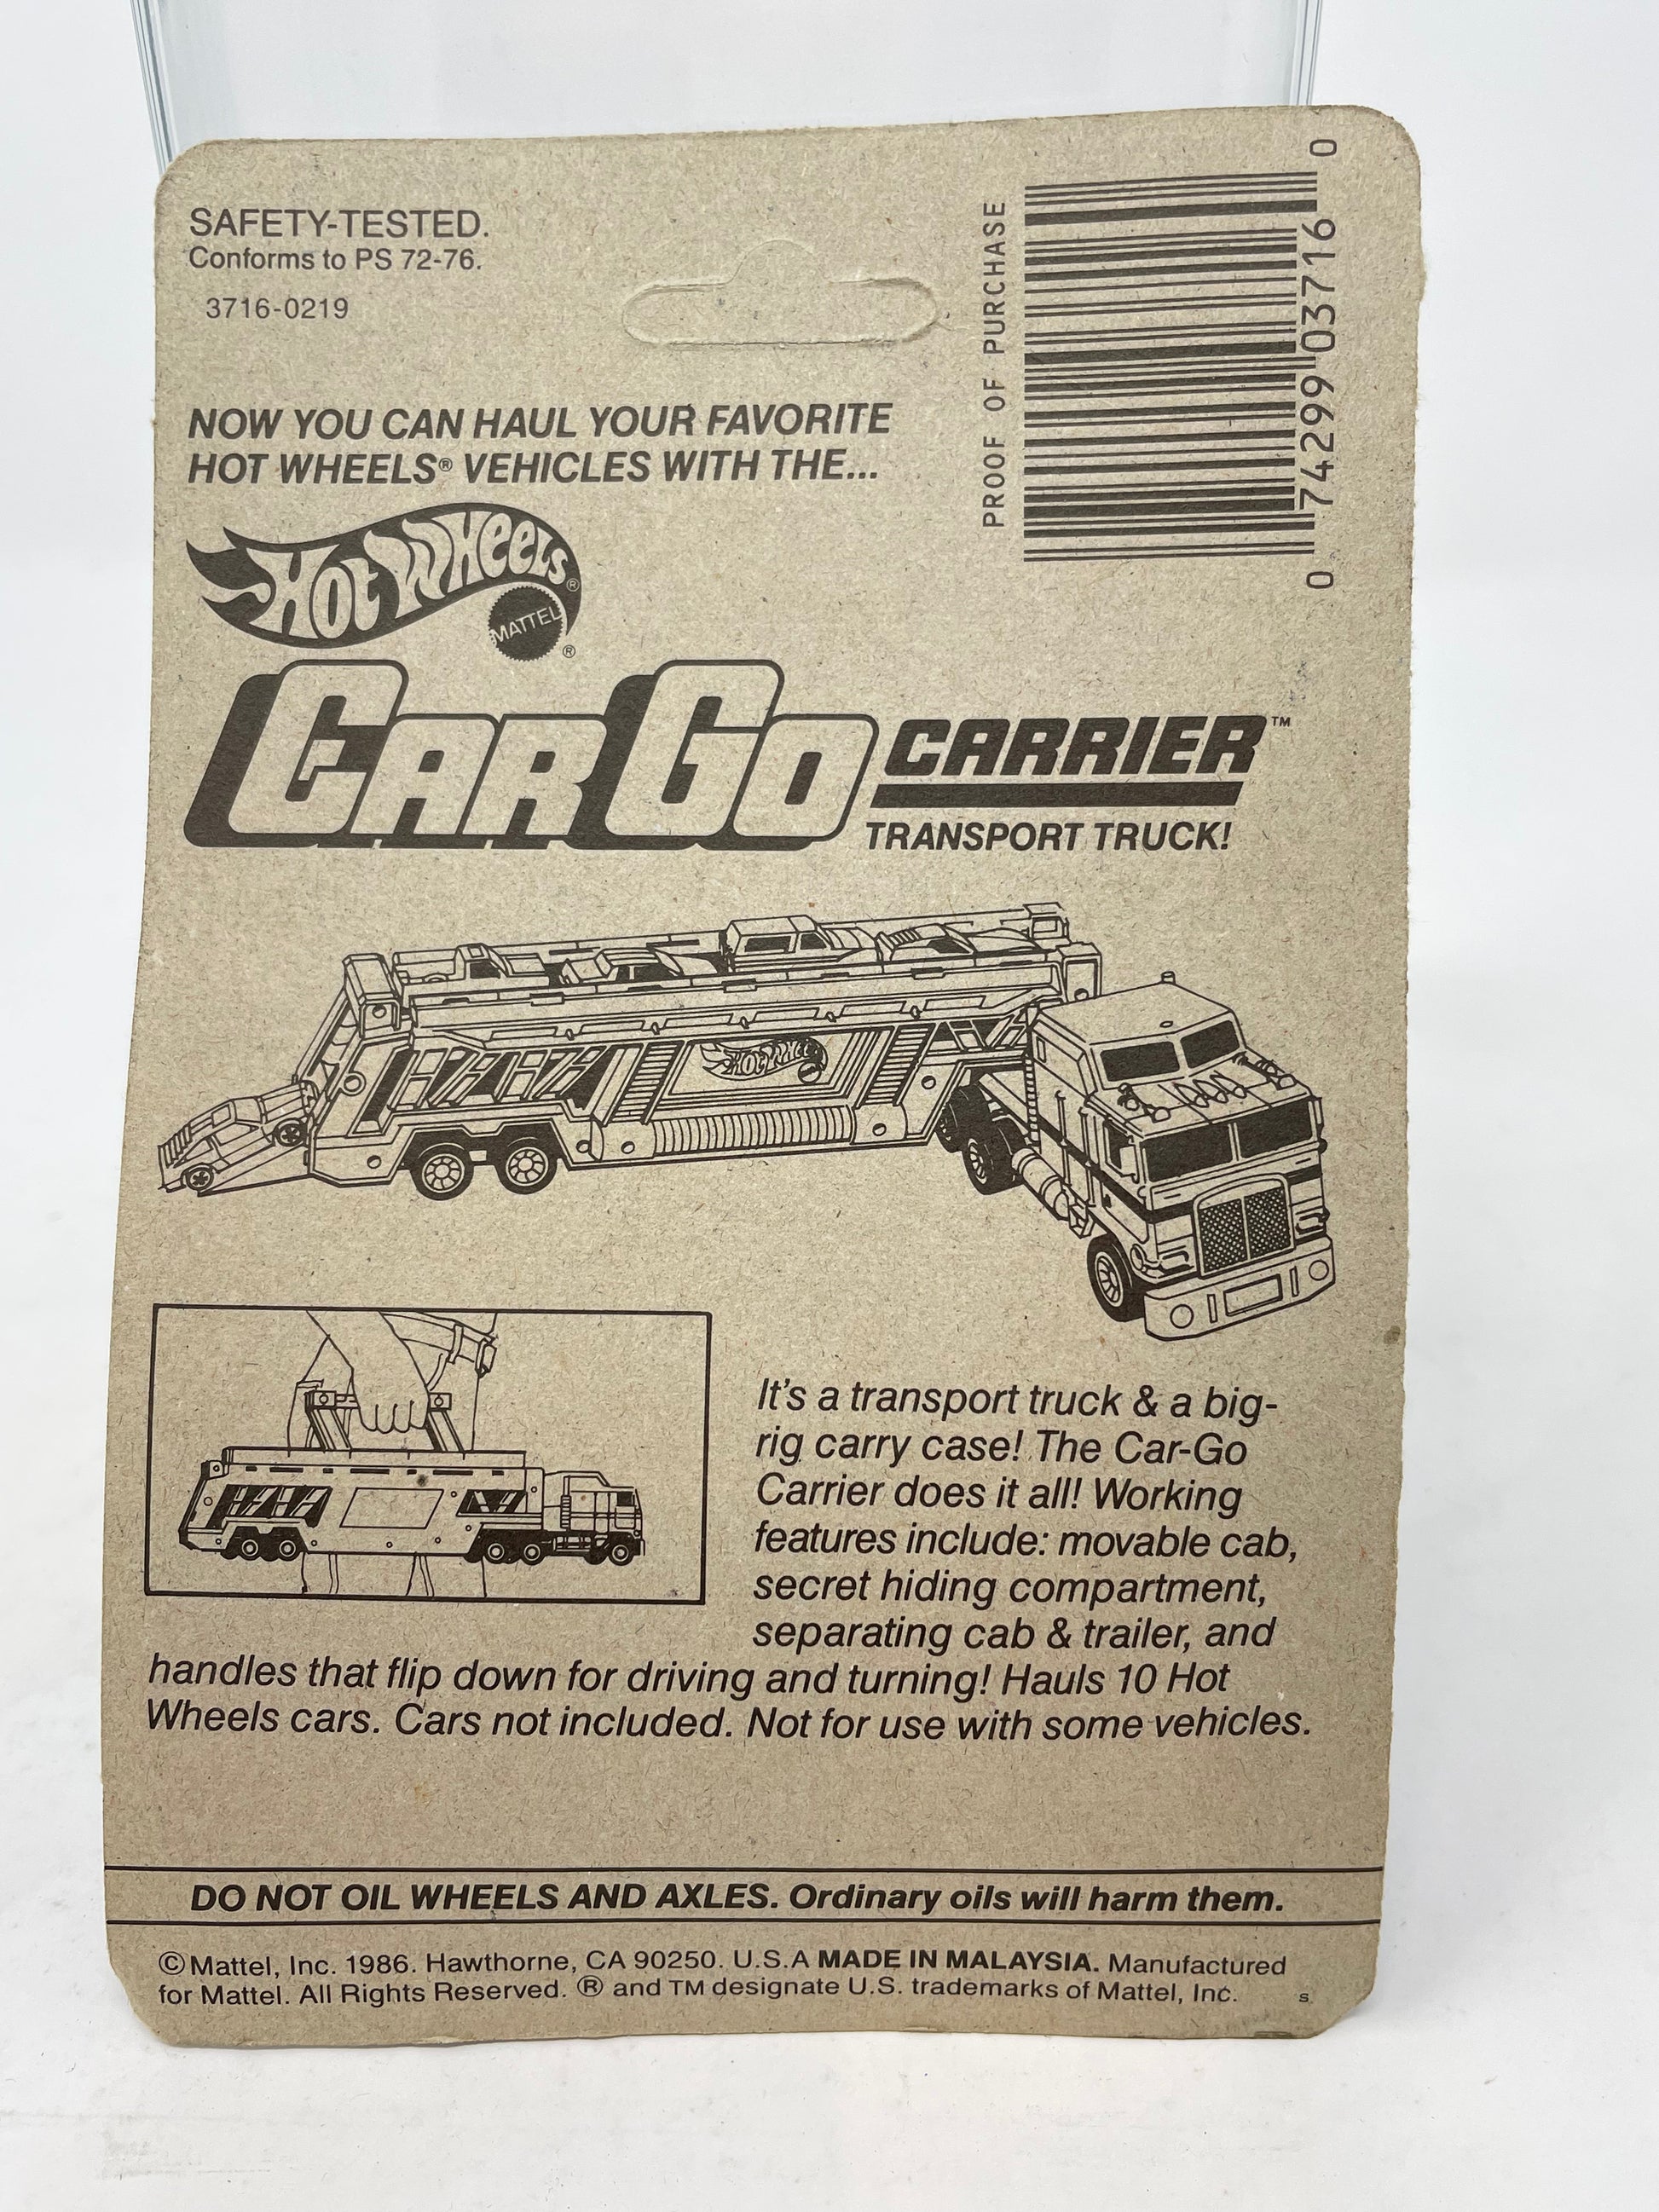 SAFETY-TESTED.
Conforms to PS 72-76.
3716-0219
PROOF OF PURCHASE
0 74299 03716 0
NOW YOU CAN HAUL YOUR FAVORITE
HOT WHEELS® VEHICLES WITH THE...
Hot Wheels®
MATTEL®
CARGO CARRIER™
TRANSPORT TRUCK!
Hot Wheels
It's a transport truck & a big-
rig carry case! The Car-Go
Carrier does it all! Working
features include: movable cab,
secret hiding compartment,
separating cab & trailer, and
handles that flip down for driving and turning! Hauls 10 Hot
Wheels cars. Cars not included. Not for use with some vehicles.
DO NOT OIL WHEELS AND AXLES. Ordinary oils will harm them.
©Mattel, Inc. 1986. Hawthorne, CA 90250. U.S.A MADE IN MALAYSIA. Manufactured
for Mattel. All Rights Reserved. ® and TM designate U.S. trademarks of Mattel, Inc. s